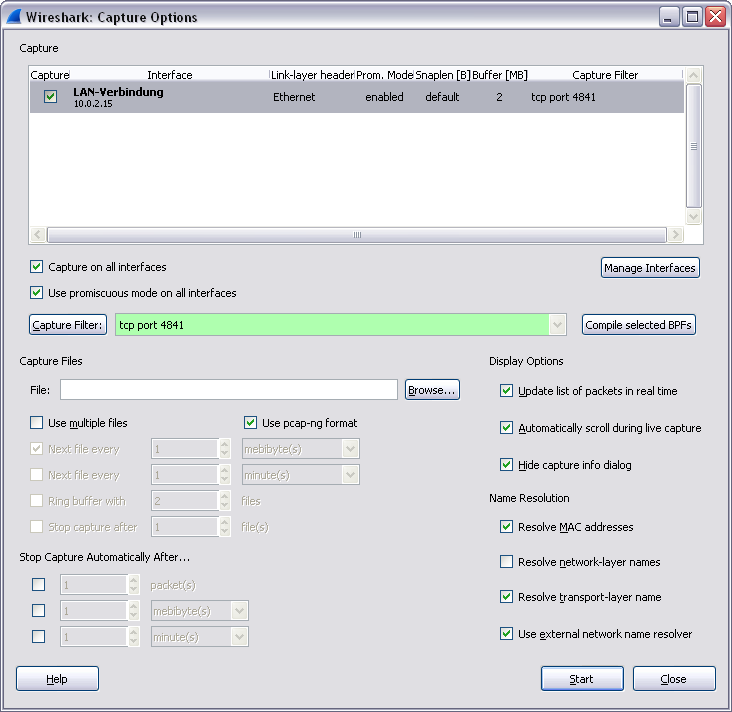 Wireshark: Capture Options
Capture
Capture Interface Link-layer header Prom. Mode Snaplen [B] Buffer [MB] Capture Filter
LAN-Verbindung
10.0.2.15
Ethernet enabled default 2 tcp port 4841
Capture on all interfaces
Manage Interfaces
Use promiscuous mode on all interfaces
Capture Filter: tcp port 4841 Compile selected BPFs
Capture Files
File: Browse...
Use multiple files Use pcap-ng format
Next file every 1 mebibyte(s)
Next file every 1 minute(s)
Ring buffer with 2 files
Stop capture after 1 file(s)
Stop Capture Automatically After...
1 packet(s)
1 mebibyte(s)
1 minute(s)
Display Options
Update list of packets in real time
Automatically scroll during live capture
Hide capture info dialog
Name Resolution
Resolve MAC addresses
Resolve network-layer names
Resolve transport-layer name
Use external network name resolver
Help Start Close